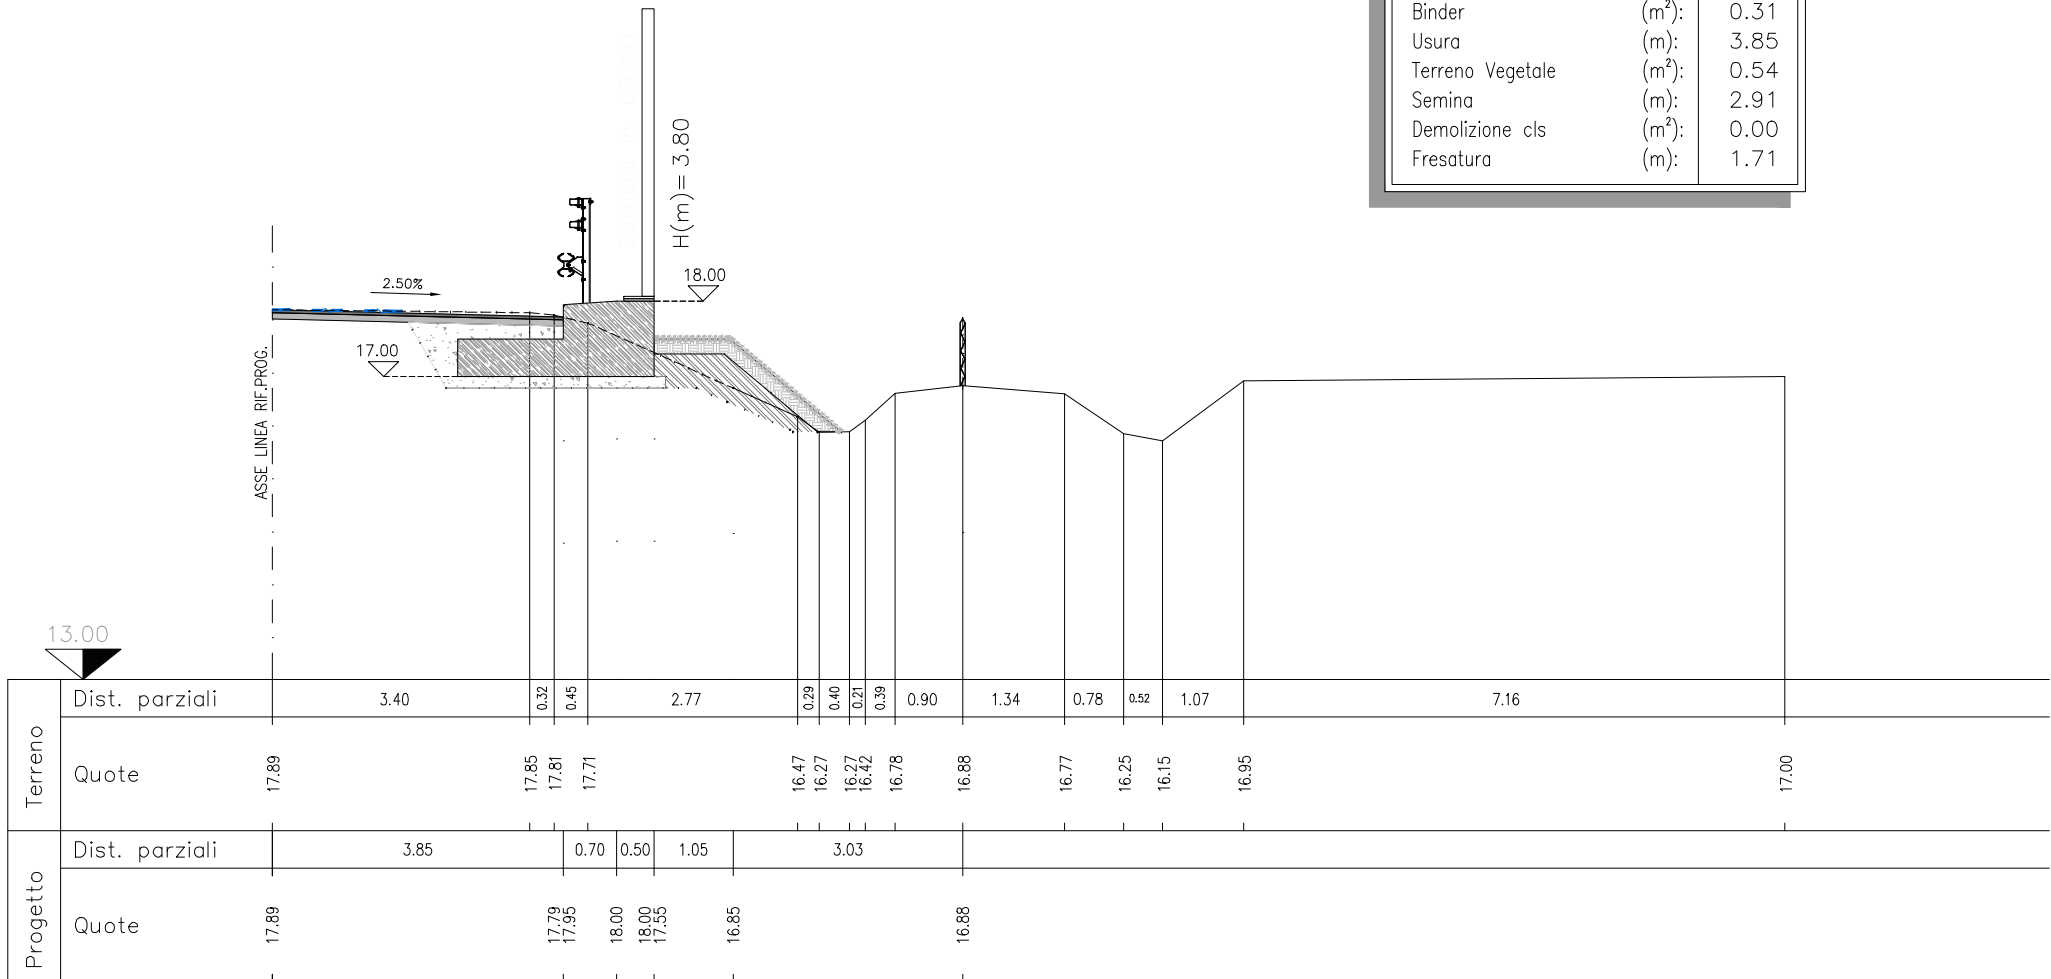 Binder (m²): 0.31
Usura (m): 3.85
Terreno Vegetale (m²): 0.54
Semina (m): 2.91
Demolizione cls (m²): 0.00
Fresatura (m): 1.71
H(m)= 3.80
2.50%
18.00
17.00
ASSE LINEA RIF.PROG.
13.00
Terreno
Dist. parziali 3.40 0.32 0.45 2.77 0.29 0.40 0.21 0.39 0.90 1.34 0.78 0.52 1.07 7.16
Quote 17.89 17.85 17.81 17.71 16.47 16.27 16.27 16.42 16.78 16.88 16.77 16.25 16.15 16.95 17.00
Progetto
Dist. parziali 3.85 0.70 0.50 1.05 3.03
Quote 17.89 17.79 17.95 18.00 18.00 17.55 16.85 16.88